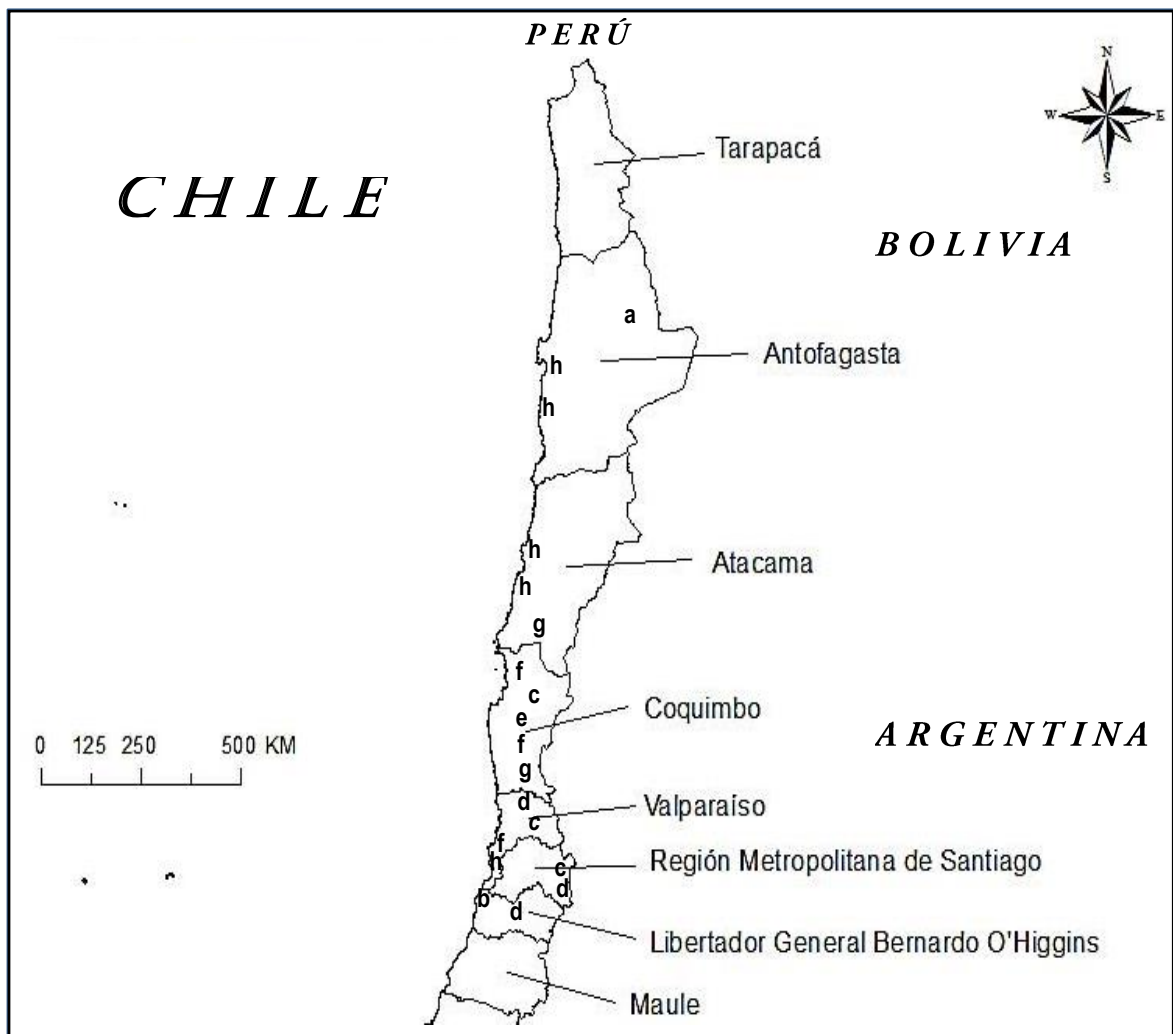 PERÚ
N
W E
S
Tarapacá
CHILE
BOLIVIA
a
Antofagasta
h
h
h
Atacama
h
g
f
c
Coquimbo
e
ARGENTINA
f
0 125 250 500 KM
g
d
Valparaíso
c
f
h
Región Metropolitana de Santiago
e
d
b
d
Libertador General Bernardo O'Higgins
Maule